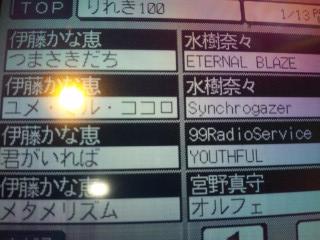 TOP りれき100 1/13
伊藤かな恵 水樹奈々
つまさきだち ETERNAL BLAZE
伊藤かな恵 水樹奈々
ユメ・ミル・ココロ Synchrogazer
伊藤かな恵 99RadioService
君がいれば YOUTHFUL
伊藤かな恵 宮野真守
メタメリズム オルフェ